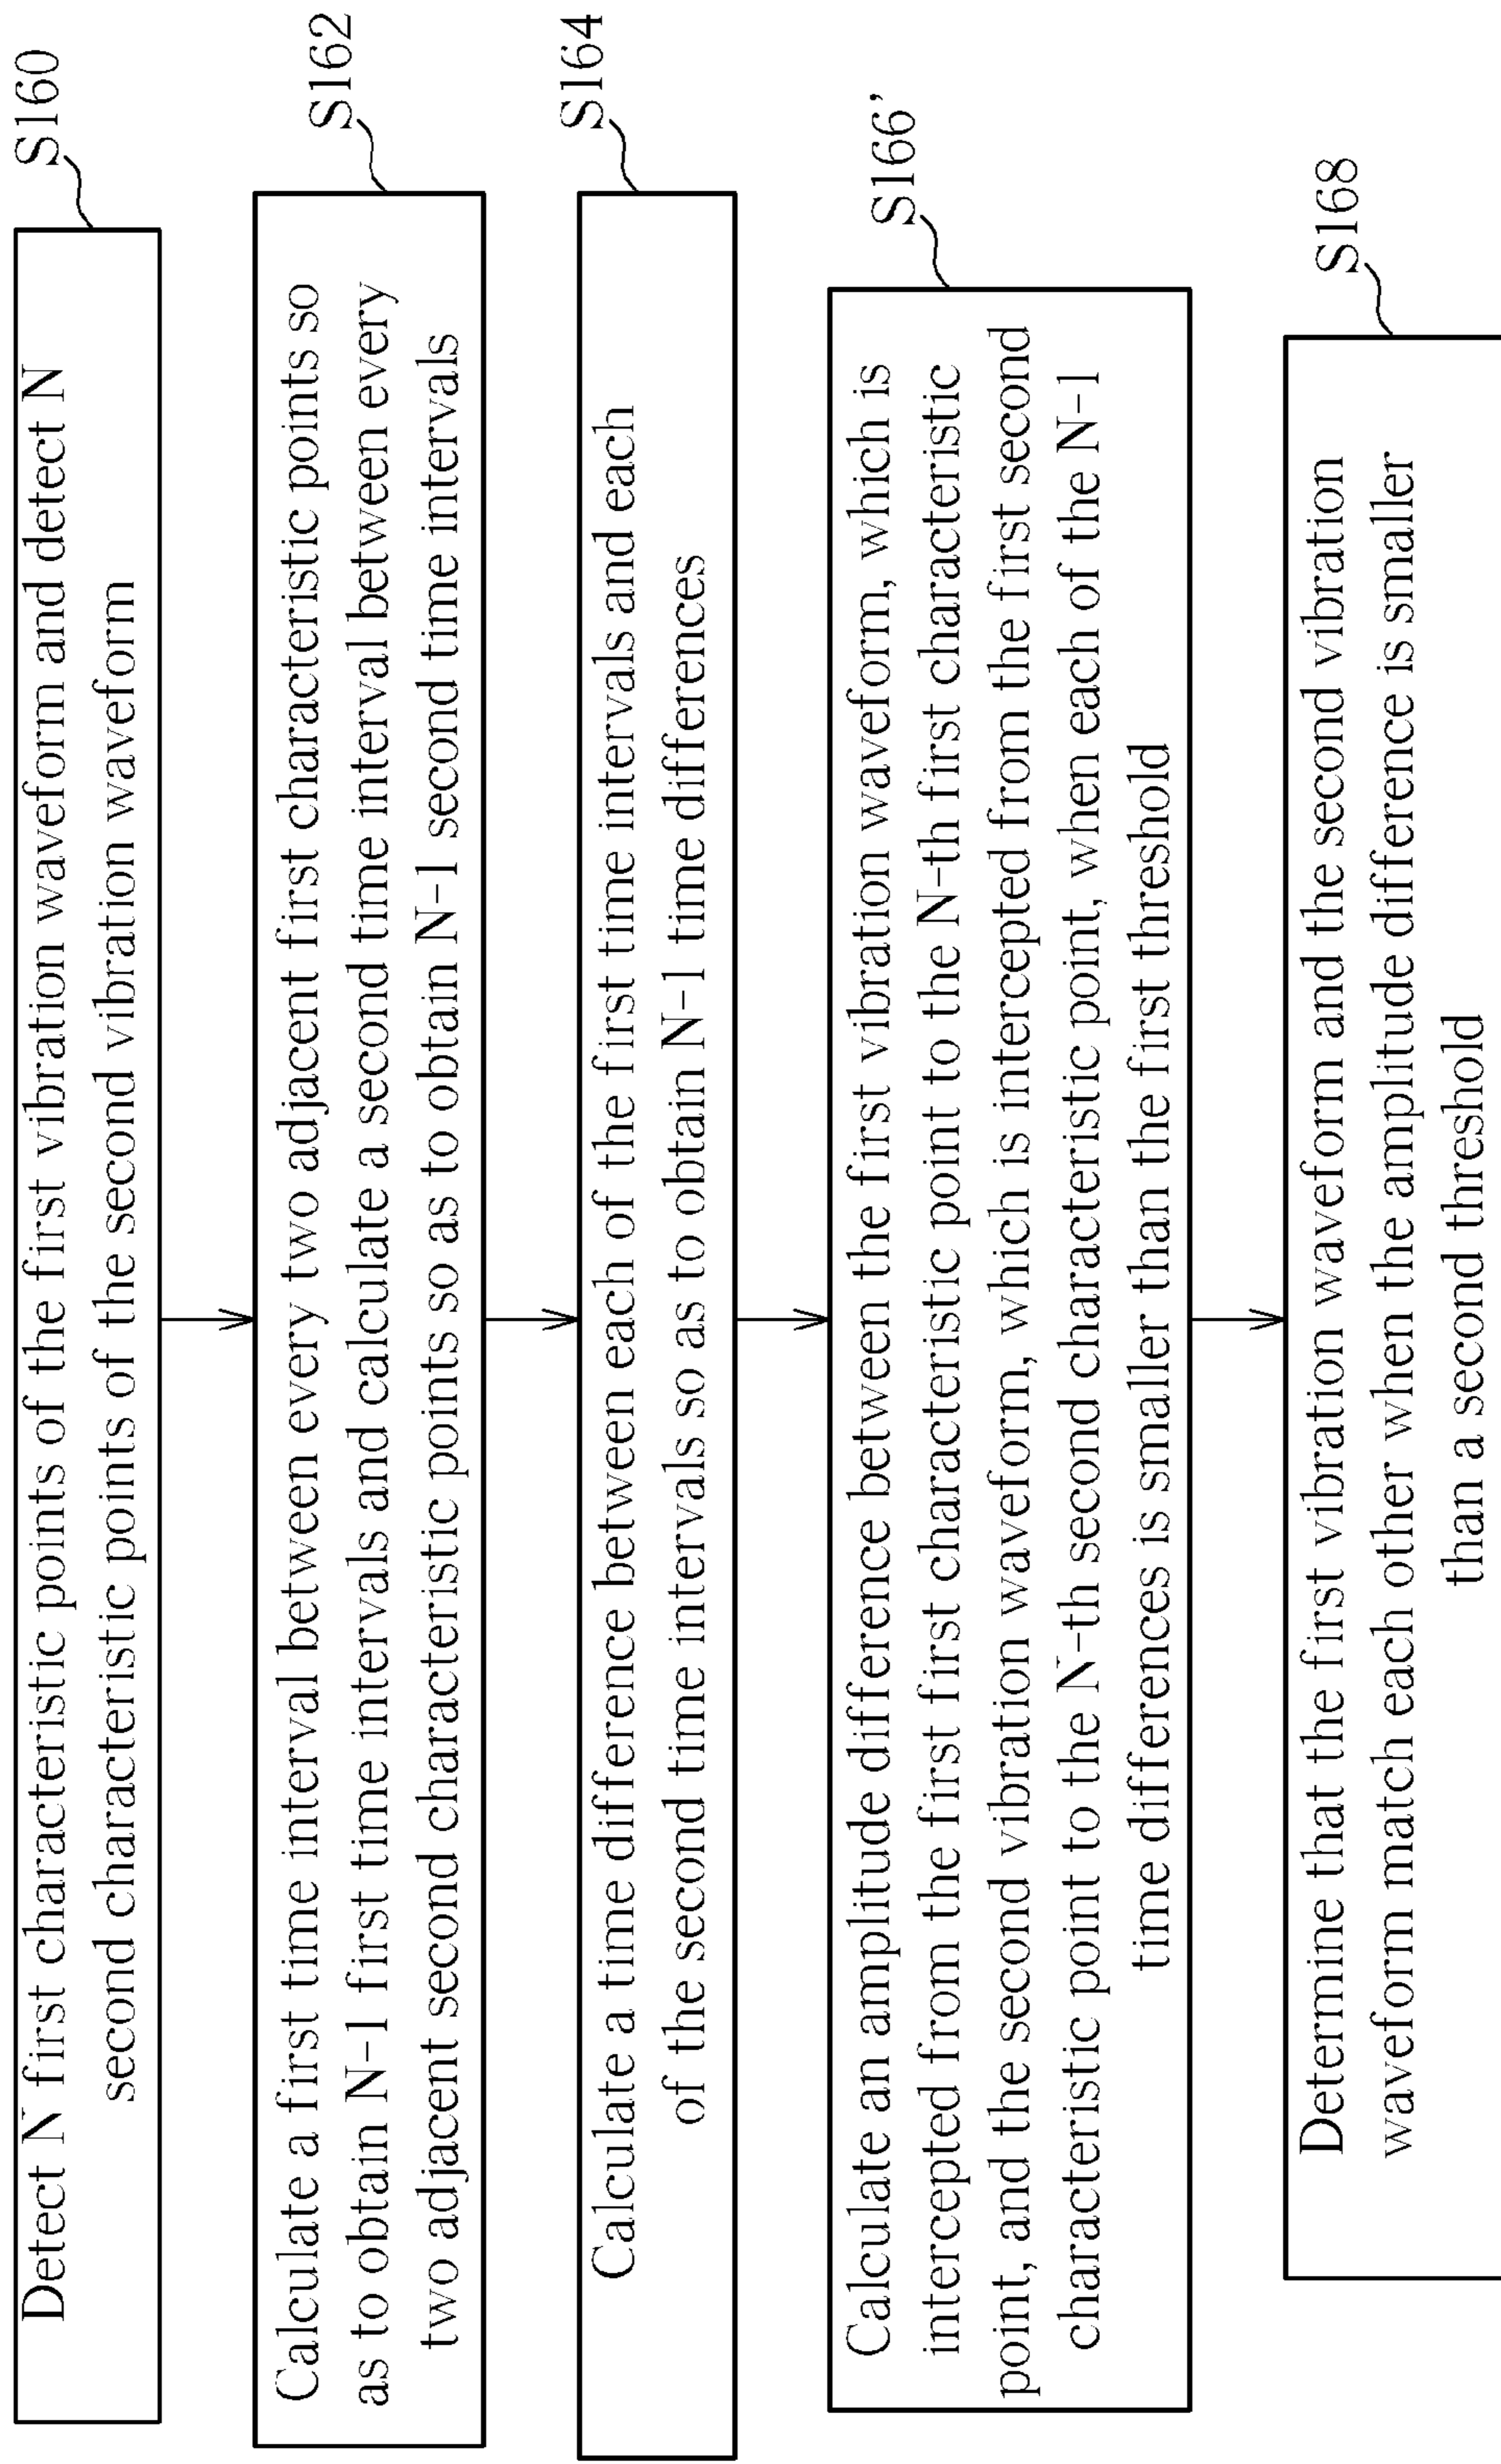 S160
Detect N first characteristic points of the first vibration waveform and detect N
second characteristic points of the second vibration waveform
S162
Calculate a first time interval between every two adjacent first characteristic points so
as to obtain N-1 first time intervals and calculate a second time interval between every
two adjacent second characteristic points so as to obtain N-1 second time intervals
S164
Calculate a time difference between each of the first time intervals and each
of the second time intervals so as to obtain N-1 time differences
S166'
Calculate an amplitude difference between the first vibration waveform, which is
intercepted from the first first characteristic point to the N-th first characteristic
point, and the second vibration waveform, which is intercepted from the first second
characteristic point to the N-th second characteristic point, when each of the N-1
time differences is smaller than the first threshold
S168
Determine that the first vibration waveform and the second vibration
waveform match each other when the amplitude difference is smaller
than a second threshold